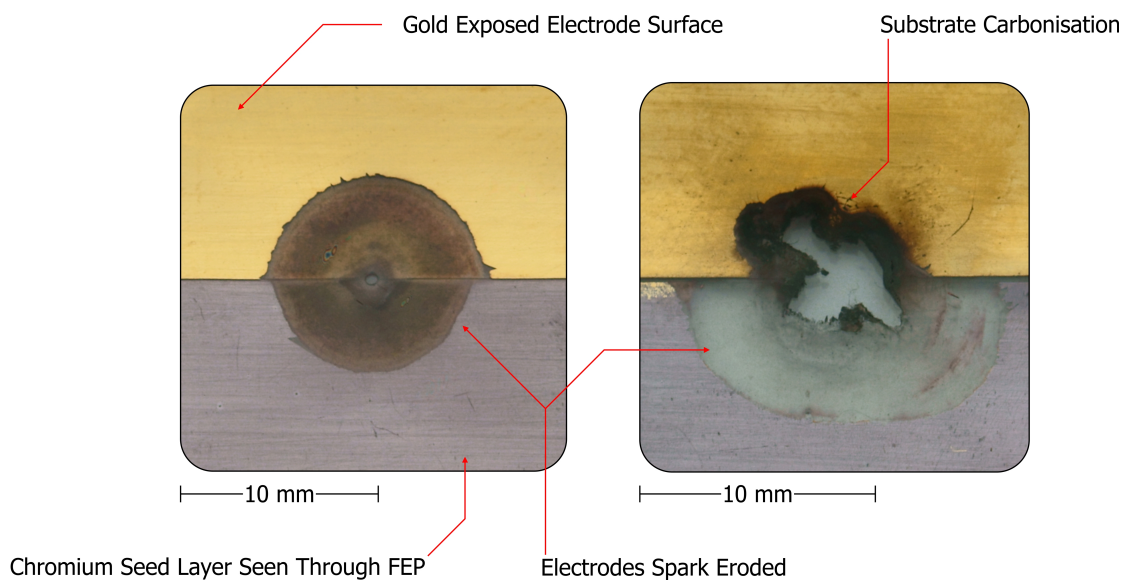 Gold Exposed Electrode Surface
Substrate Carbonisation
10 mm
10 mm
Chromium Seed Layer Seen Through FEP
Electrodes Spark Eroded